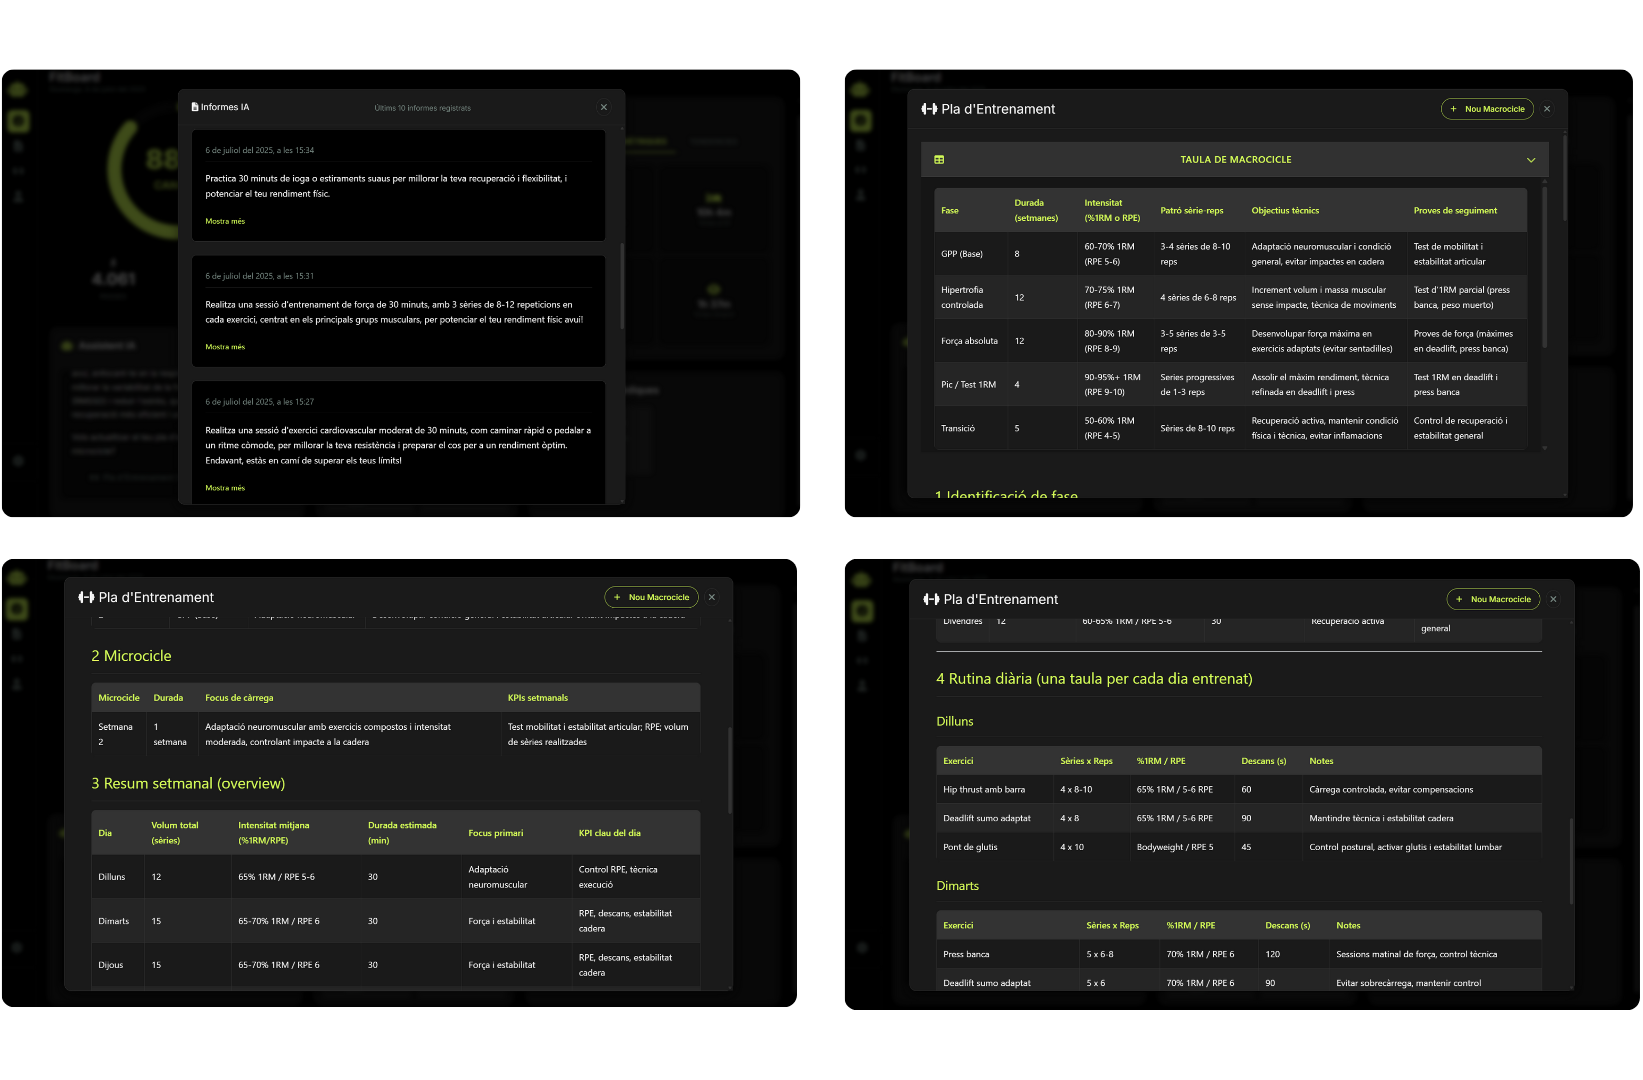 FitBoard
Informes IA
Últims 10 informes registrats
6 de juliol del 2025, a les 15:34
Practica 30 minuts de ioga o estiraments suaus per millorar la teva recuperació i flexibilitat, i
potenciar el teu rendiment físic.
Mostra més
6 de juliol del 2025, a les 15:31
Realitza una sessió d'entrenament de força de 30 minuts, amb 3 sèries de 8-12 repeticions en
cada exercici, centrat en els principals grups musculars, per potenciar el teu rendiment físic avui!
Mostra més
6 de juliol del 2025, a les 15:27
Realitza una sessió d'exercici cardiovascular moderat de 30 minuts, com caminar ràpid o pedalar a
un ritme còmode, per millorar la teva resistència i preparar el cos per a un rendiment òptim.
Endavant, estàs en camí de superar els teus límits!
Mostra més
88
4.081
Assistent IA
FitBoard
Pla d'Entrenament
+ Nou Macrocicle
TAULA DE MACROCICLE
Fase Durada (setmanes) Intensitat (%1RM o RPE) Patró sèrie-reps Objectius tècnics Proves de seguiment
GPP (Base) 8 60-70% 1RM (RPE 5-6) 3-4 sèries de 8-10 reps Adaptació neuromuscular i condició general, evitar impactes en cadera Test de mobilitat i estabilitat articular
Hipertrofia controlada 12 70-75% 1RM (RPE 6-7) 4 sèries de 6-8 reps Increment volum i massa muscular sense impacte, tècnica de moviments Test d'1RM parcial (press banca, peso muerto)
Força absoluta 12 80-90% 1RM (RPE 8-9) 3-5 sèries de 3-5 reps Desenvolupar força màxima en exercicis adaptats (evitar sentadilles) Proves de força (màximes en deadlift, press banca)
Pic / Test 1RM 4 90-95%+ 1RM (RPE 9-10) Series progressives de 1-3 reps Assolir el màxim rendiment, tècnica refinada en deadlift i press Test 1RM en deadlift i press banca
Transició 5 50-60% 1RM (RPE 4-5) Sèries de 8-10 reps Recuperació activa, mantenir condició física i tècnica, evitar inflamacions Control de recuperació i estabilitat general
1 Identificació de fase
FitBoard
Pla d'Entrenament
+ Nou Macrocicle
2 Microcicle
Microcicle Durada Focus de càrrega KPIs setmanals
Setmana 2 1 setmana Adaptació neuromuscular amb exercicis compostos i intensitat moderada, controlant impacte a la cadera Test mobilitat i estabilitat articular; RPE; volum de sèries realitzades
3 Resum setmanal (overview)
Dia Volum total (sèries) Intensitat mitjana (%1RM/RPE) Durada estimada (min) Focus primari KPI clau del dia
Dilluns 12 65% 1RM / RPE 5-6 30 Adaptació neuromuscular Control RPE, tècnica execució
Dimarts 15 65-70% 1RM / RPE 6 30 Força i estabilitat RPE, descans, estabilitat cadera
Dijous 15 65-70% 1RM / RPE 6 30 Força i estabilitat RPE, descans, estabilitat cadera
FitBoard
Pla d'Entrenament
+ Nou Macrocicle
Divendres 12 60-65% 1RM / RPE 5-6 30 Recuperació activa general
4 Rutina diària (una taula per cada dia entrenat)
Dilluns
Exercici Sèries x Reps %1RM / RPE Descans (s) Notes
Hip thrust amb barra 4 x 8-10 65% 1RM / 5-6 RPE 60 Càrrega controlada, evitar compensacions
Deadlift sumo adaptat 4 x 8 65% 1RM / 5-6 RPE 90 Mantindre tècnica i estabilitat cadera
Pont de glutis 4 x 10 Bodyweight / RPE 5 45 Control postural, activar glutis i estabilitat lumbar
Dimarts
Exercici Sèries x Reps %1RM / RPE Descans (s) Notes
Press banca 5 x 6-8 70% 1RM / RPE 6 120 Sessions matinal de força, control tècnica
Deadlift sumo adaptat 5 x 6 70% 1RM / RPE 6 90 Evitar sobrecàrrega, mantenir control